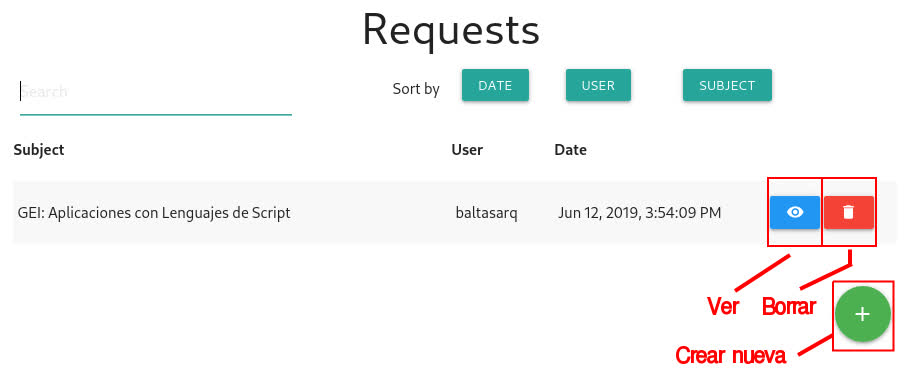 Requests
Search
Sort by DATE USER SUBJECT
Subject User Date
GEI: Aplicaciones con Lenguajes de Script baltasarq Jun 12, 2019, 3:54:09 PM
Ver Borrar
+
Crear nueva